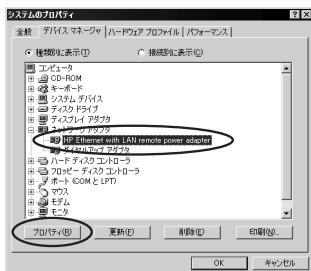 システムのプロパティ
全般 デバイス マネージャ ハードウェア プロファイル パフォーマンス
種類別に表示(T) 接続別に表示(C)
コンピュータ
CD-ROM
キーボード
システム デバイス
ディスク ドライブ
ディスプレイ アダプタ
ネットワーク アダプタ
HP Ethernet with LAN remote power adapter
ダイヤルアップ アダプタ
ハード ディスク コントローラ
フロッピー ディスク コントローラ
ポート (COM と LPT)
マウス
モデム
モニタ
プロパティ(R) 更新(F) 削除(E) 印刷(N)...
OK キャンセル